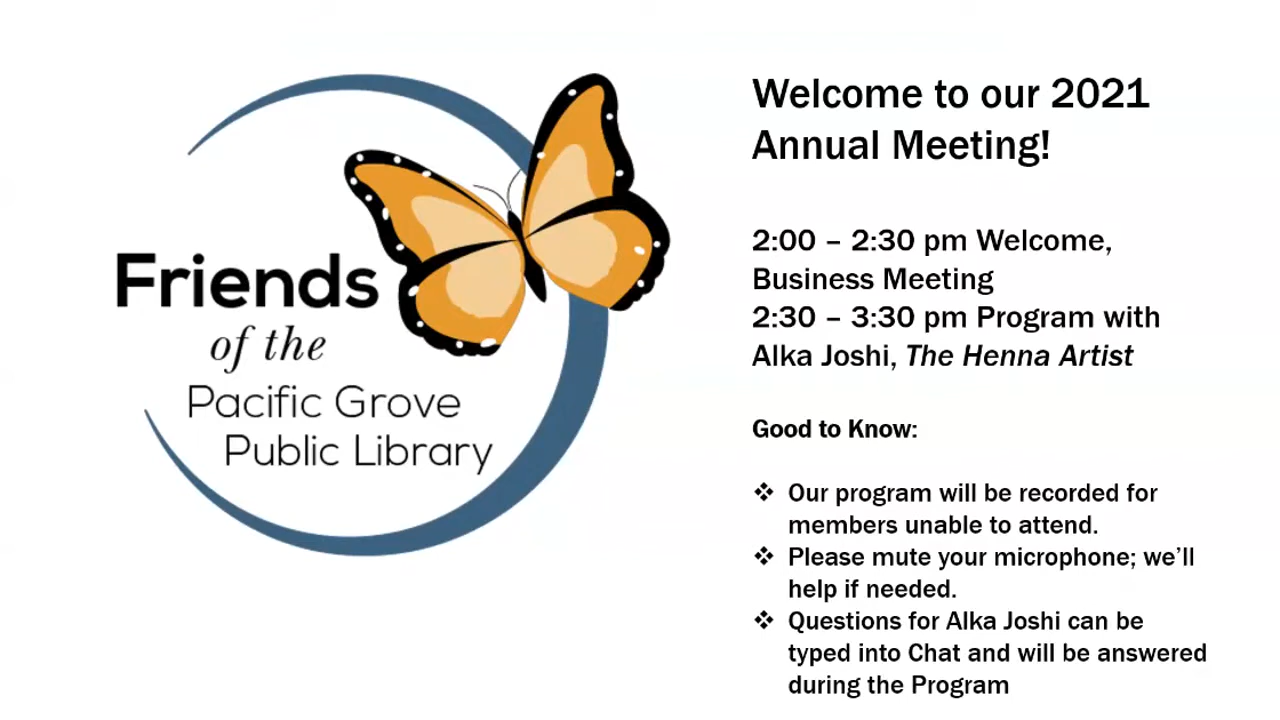 Friends
of the
Pacific Grove
Public Library
Welcome to our 2021
Annual Meeting!
2:00 – 2:30 pm Welcome,
Business Meeting
2:30 – 3:30 pm Program with
Alka Joshi, The Henna Artist
Good to Know:
❖ Our program will be recorded for
members unable to attend.
❖ Please mute your microphone; we’ll
help if needed.
❖ Questions for Alka Joshi can be
typed into Chat and will be answered
during the Program